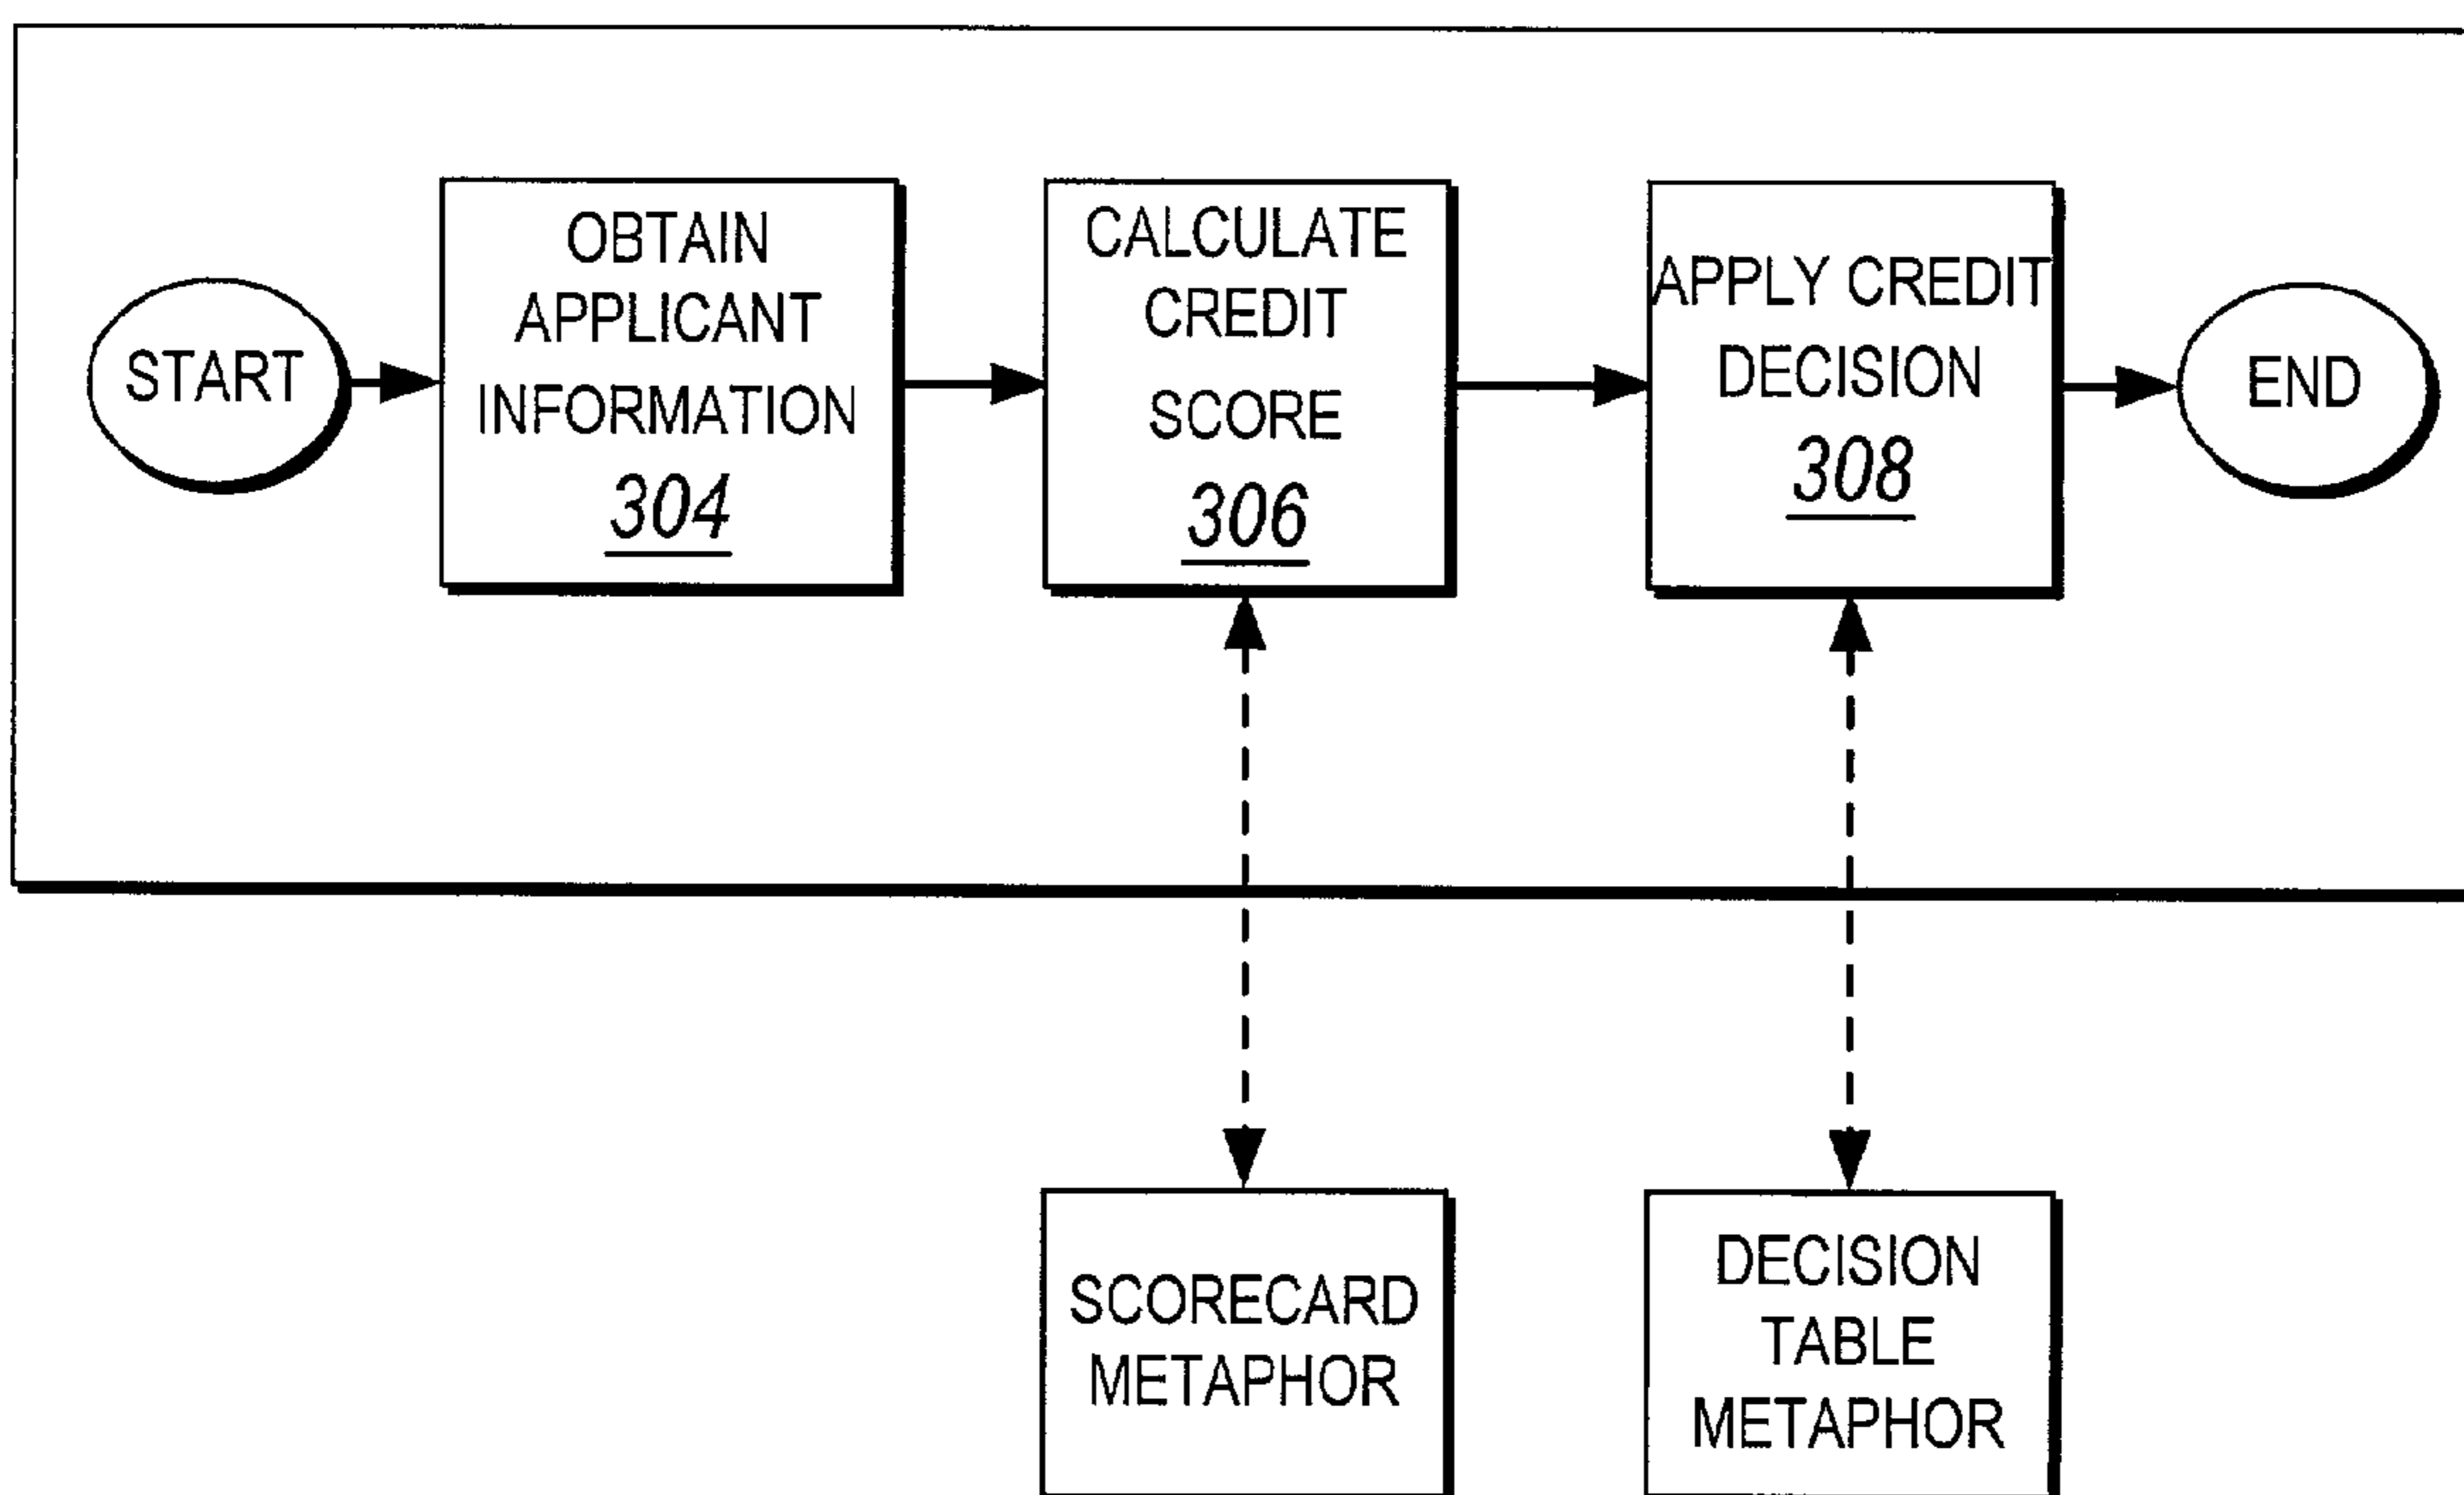 START
OBTAIN
APPLICANT
INFORMATION
304
CALCULATE
CREDIT
SCORE
306
APPLY CREDIT
DECISION
308
END
SCORECARD
METAPHOR
DECISION
TABLE
METAPHOR